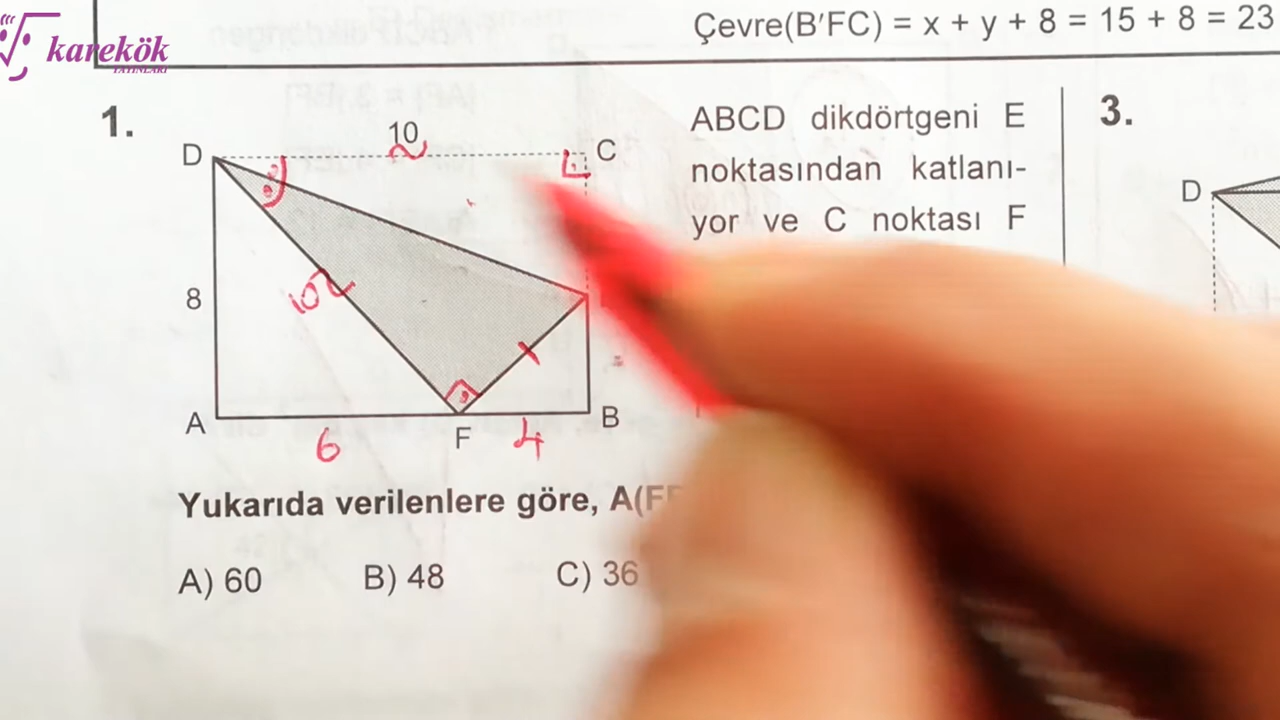 karekök
YAYINLARI
Çevre(B'FC) = x + y + 8 = 15 + 8 = 23
1.
10
D
C
10
8
A
B
F
6
4
ABCD dikdörtgeni E
noktasından katlanı-
yor ve C noktası F
Yukarıda verilenlere göre, A(F
A) 60 B) 48 C) 36
3.
D